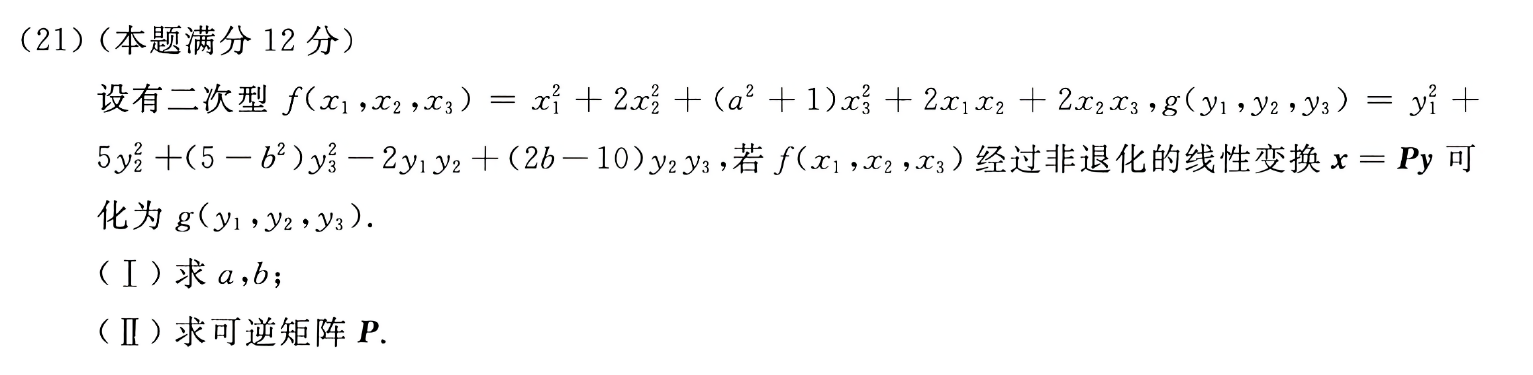 (21)(本题满分 12 分)
设有二次型 f(x₁,x₂,x₃) = x₁² + 2x₂² + (a² + 1)x₃² + 2x₁x₂ + 2x₂x₃,g(y₁,y₂,y₃) = y₁² +
5y₂² +(5 − b²)y₃² − 2y₁y₂ + (2b − 10)y₂y₃,若 f(x₁,x₂,x₃)经过非退化的线性变换 x = Py 可
化为 g(y₁,y₂,y₃).
(Ⅰ)求 a,b;
(Ⅱ)求可逆矩阵 P.